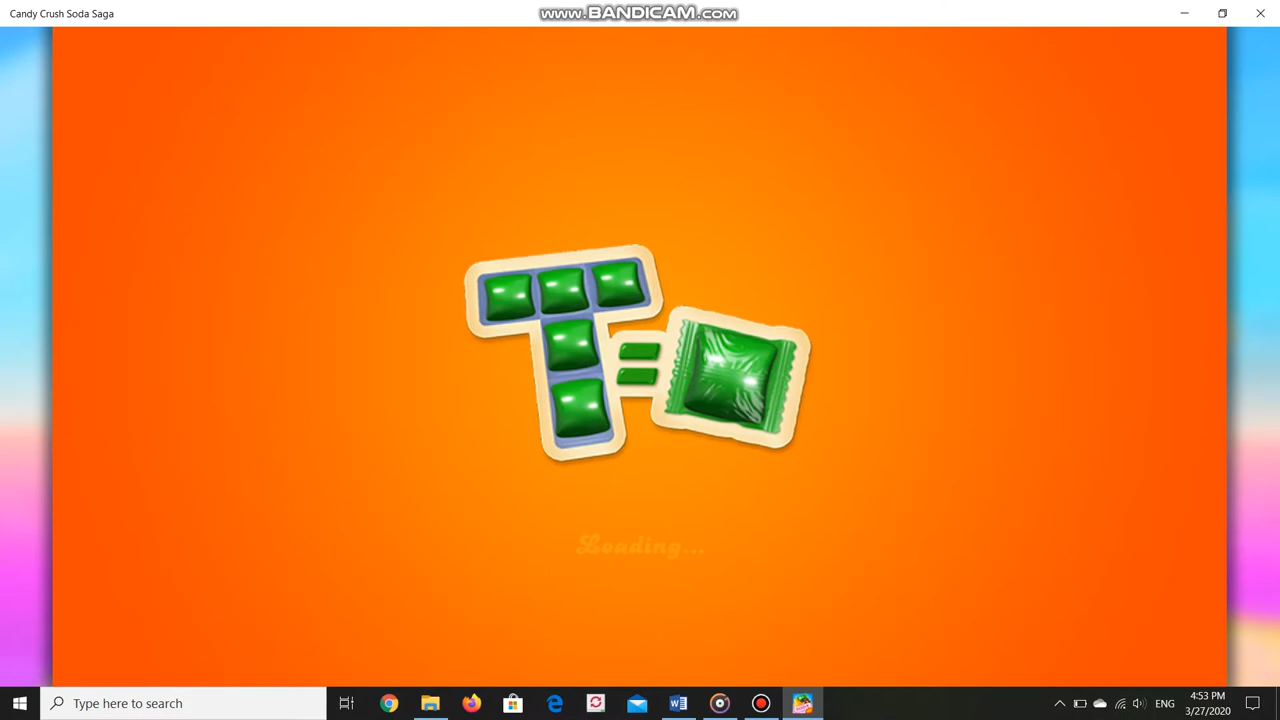 Candy Crush Soda Saga
www.BANDICAM.com
Loading...
Type here to search
ENG
4:53 PM
3/27/2020